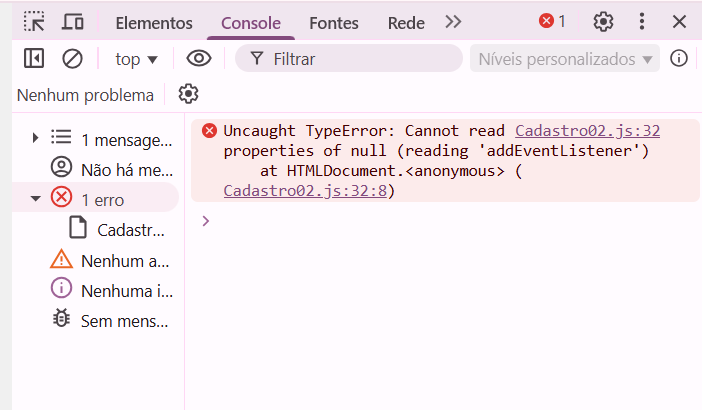 Elementos Console Fontes Rede 1
top Filtrar Níveis personalizados
Nenhum problema
1 mensage...
Não há me...
1 erro
Cadastr...
Nenhum a...
Nenhuma i...
Sem mens...
Uncaught TypeError: Cannot read Cadastro02.js:32
properties of null (reading 'addEventListener')
at HTMLDocument.<anonymous> (
Cadastro02.js:32:8)